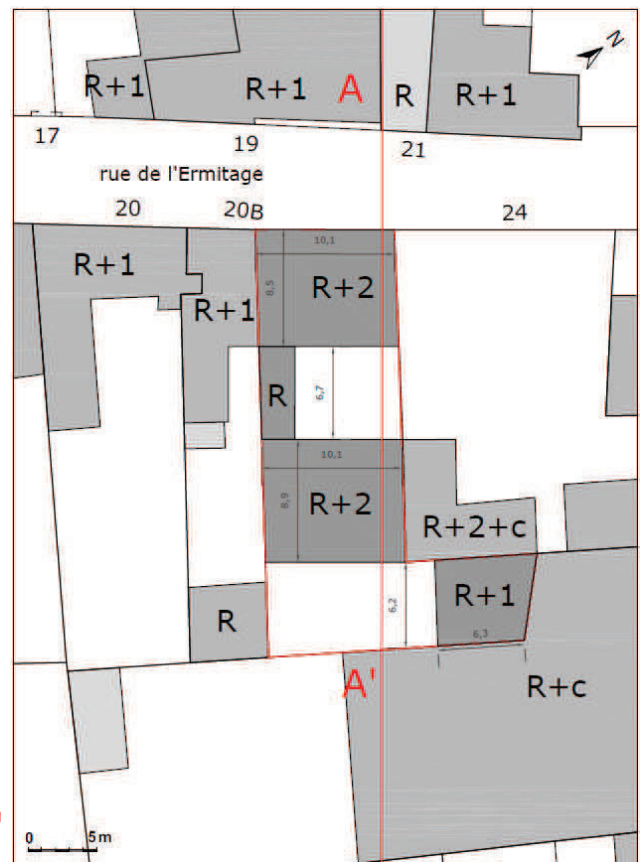 N
R+1
R+1
A
R
R+1
17
19
21
rue de l'Ermitage
20
20B
24
R+1
R+1
10,1
8,5
R+2
R
6,7
10,1
8,9
R+2
R+2+c
R
6,2
R+1
6,3
A'
R+c
0 5m